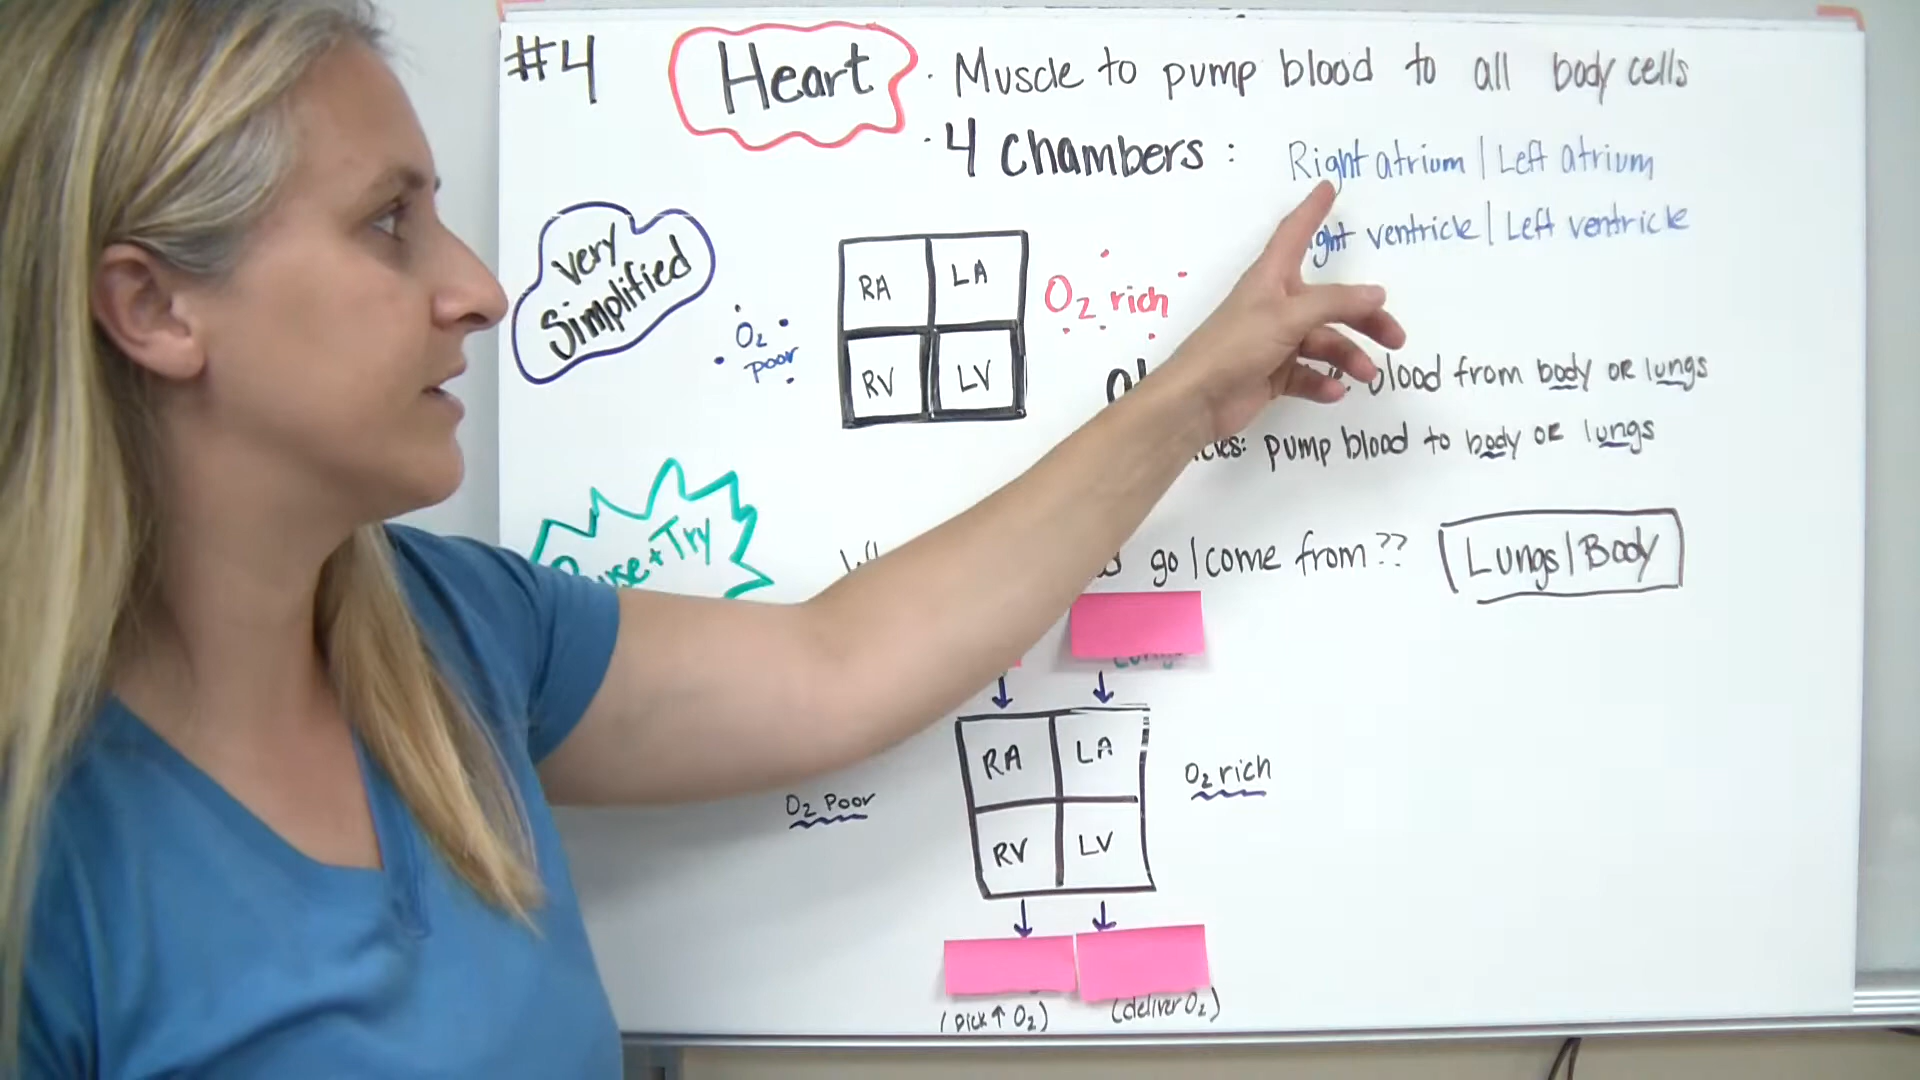 #4 Heart · Muscle to pump blood to all body cells
· 4 Chambers : Right atrium | Left atrium
ventricle | Left ventricle
Very
Simplified
RA LA
RV LV
O2
poor
O2 rich
blood from body or lungs
pump blood to body or lungs
Try
go / come from??
Lungs / Body
RA LA
RV LV
O2 Poor
O2 rich
(pick ↑ O2)
(deliver O2)